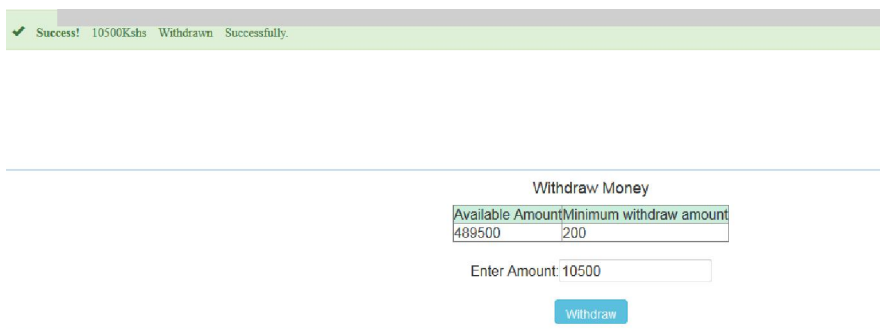 Success! 10500Kshs Withdrawn Successfully.
Withdraw Money
Available Amount Minimum withdraw amount
489500 200
Enter Amount: 10500
Withdraw